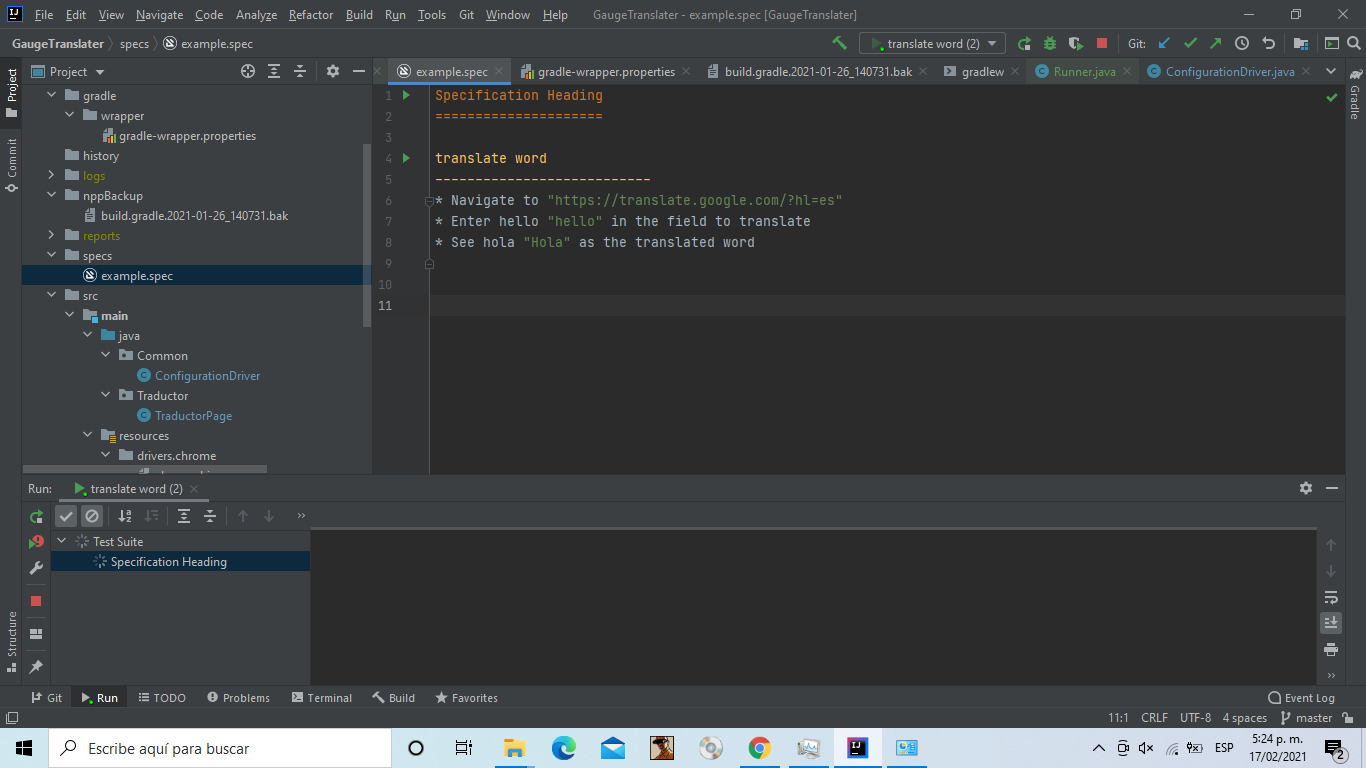 File Edit View Navigate Code Analyze Refactor Build Run Tools Git Window Help GaugeTranslater - example.spec [GaugeTranslater]
GaugeTranslater specs example.spec translate word (2) Git:
Project
example.spec gradle-wrapper.properties build.gradle.2021-01-26_140731.bak gradlew Runner.java ConfigurationDriver.java
Project
Commit
Structure
Gradle
gradle
wrapper
gradle-wrapper.properties
history
logs
nppBackup
build.gradle.2021-01-26_140731.bak
reports
specs
example.spec
src
main
java
Common
ConfigurationDriver
Traductor
TraductorPage
resources
drivers.chrome
1 Specification Heading
2 =====================
3
4 translate word
5 ---------------------------
6 * Navigate to "https://translate.google.com/?hl=es"
7 * Enter hello "hello" in the field to translate
8 * See hola "Hola" as the translated word
9
10
11
Run: translate word (2)
Test Suite
Specification Heading
Git Run TODO Problems Terminal Build Favorites Event Log
11:1 CRLF UTF-8 4 spaces master
Escribe aquí para buscar
ESP
5:24 p. m.
17/02/2021
2